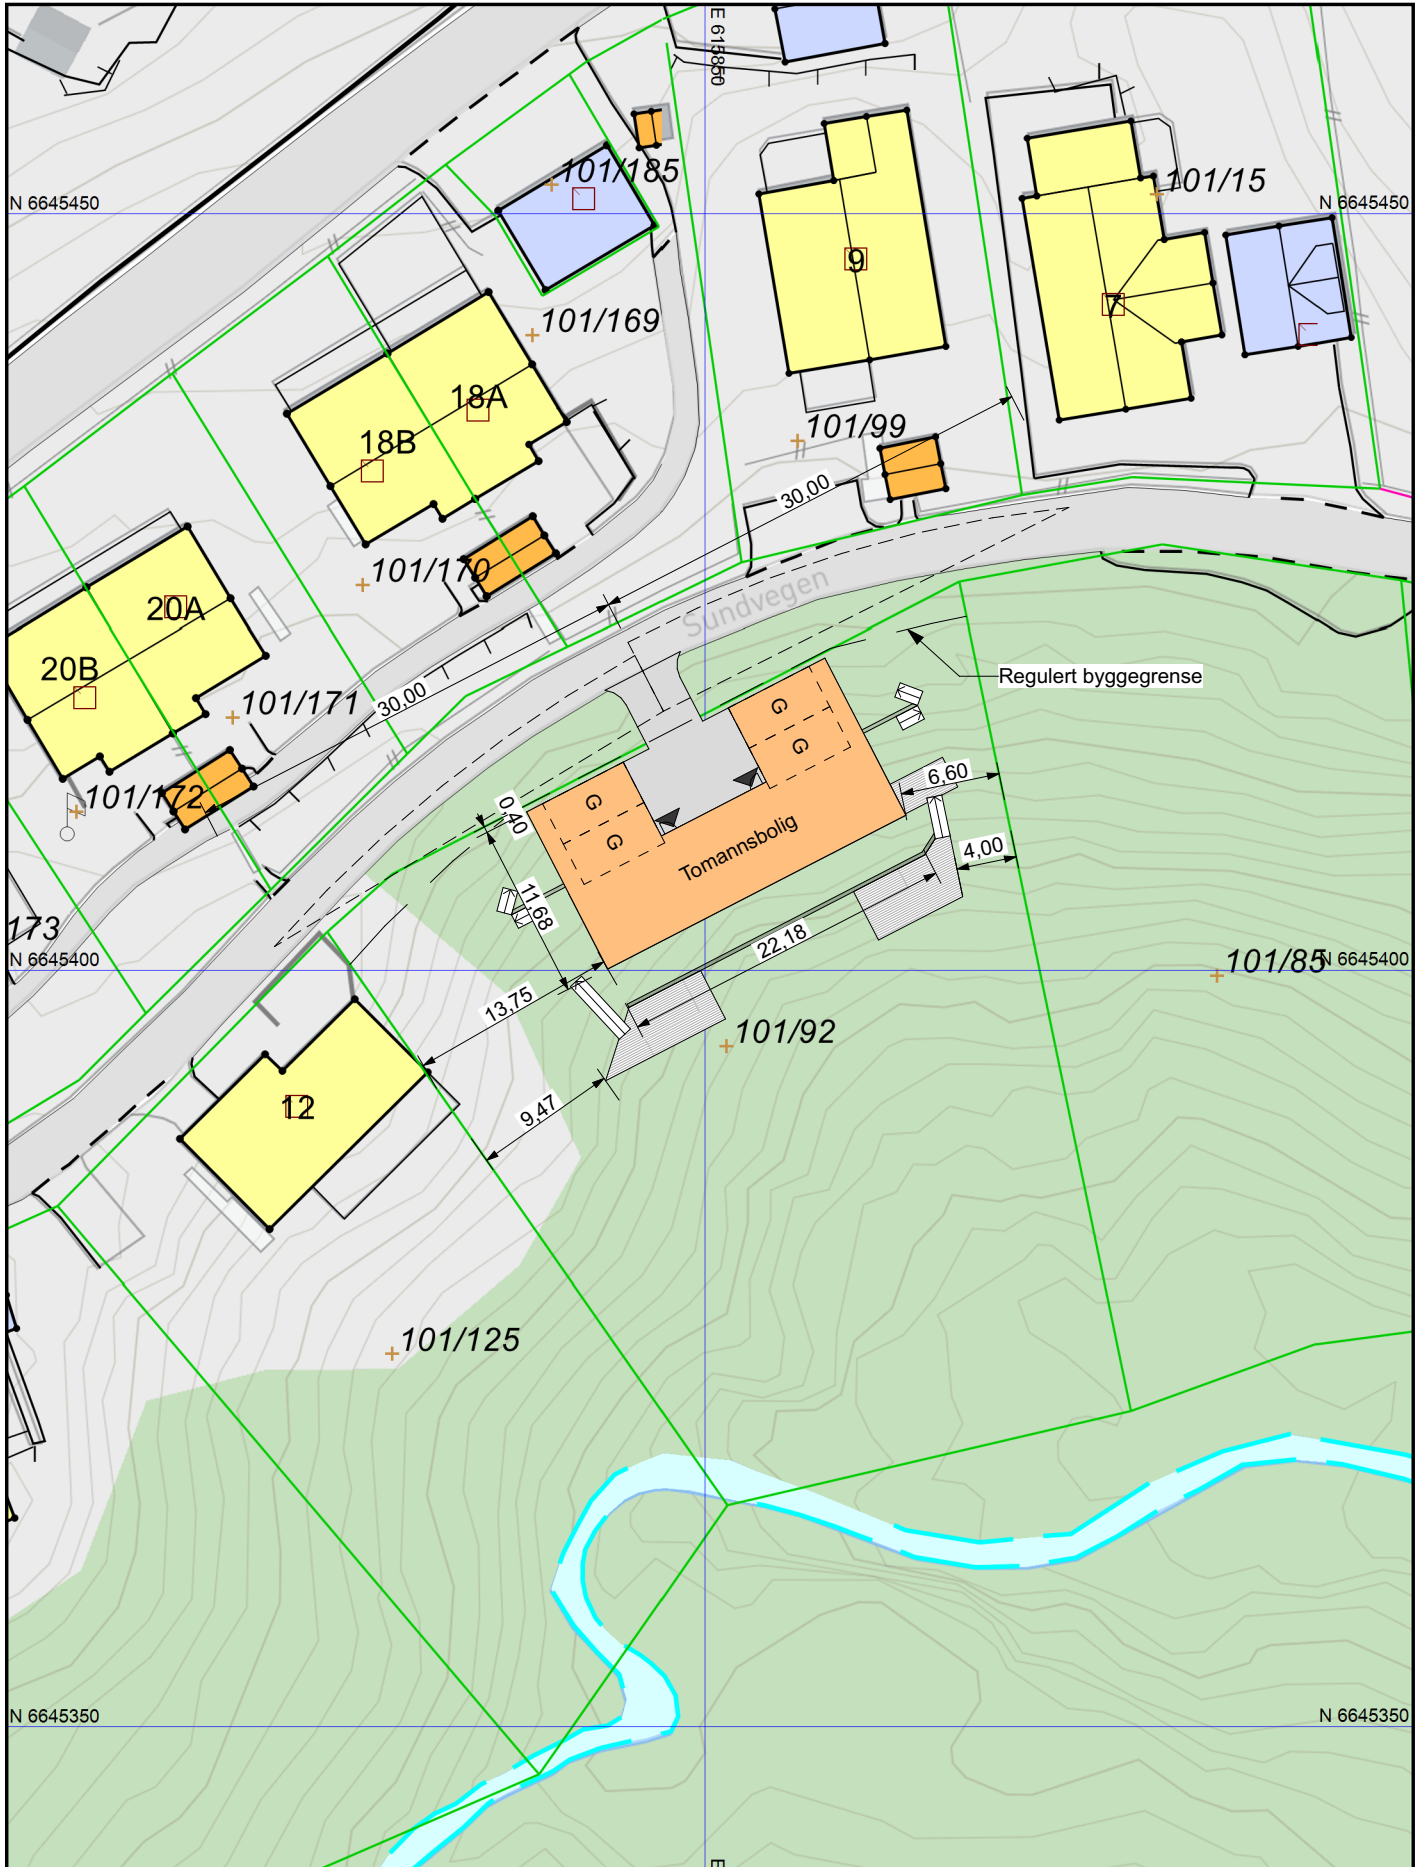 E 615850
101/185
101/15
N 6645450
N 6645450
9
7
101/169
18A
18B
101/99
30,00
101/170
Sundvegen
20A
20B
Regulert byggegrense
101/171
30,00
G
G
6,60
101/172
0,40
G
G
Tomannsbolig
4,00
11,68
173
22,18
N 6645400
101/85
N 6645400
13,75
101/92
12
9,47
101/125
N 6645350
N 6645350
E